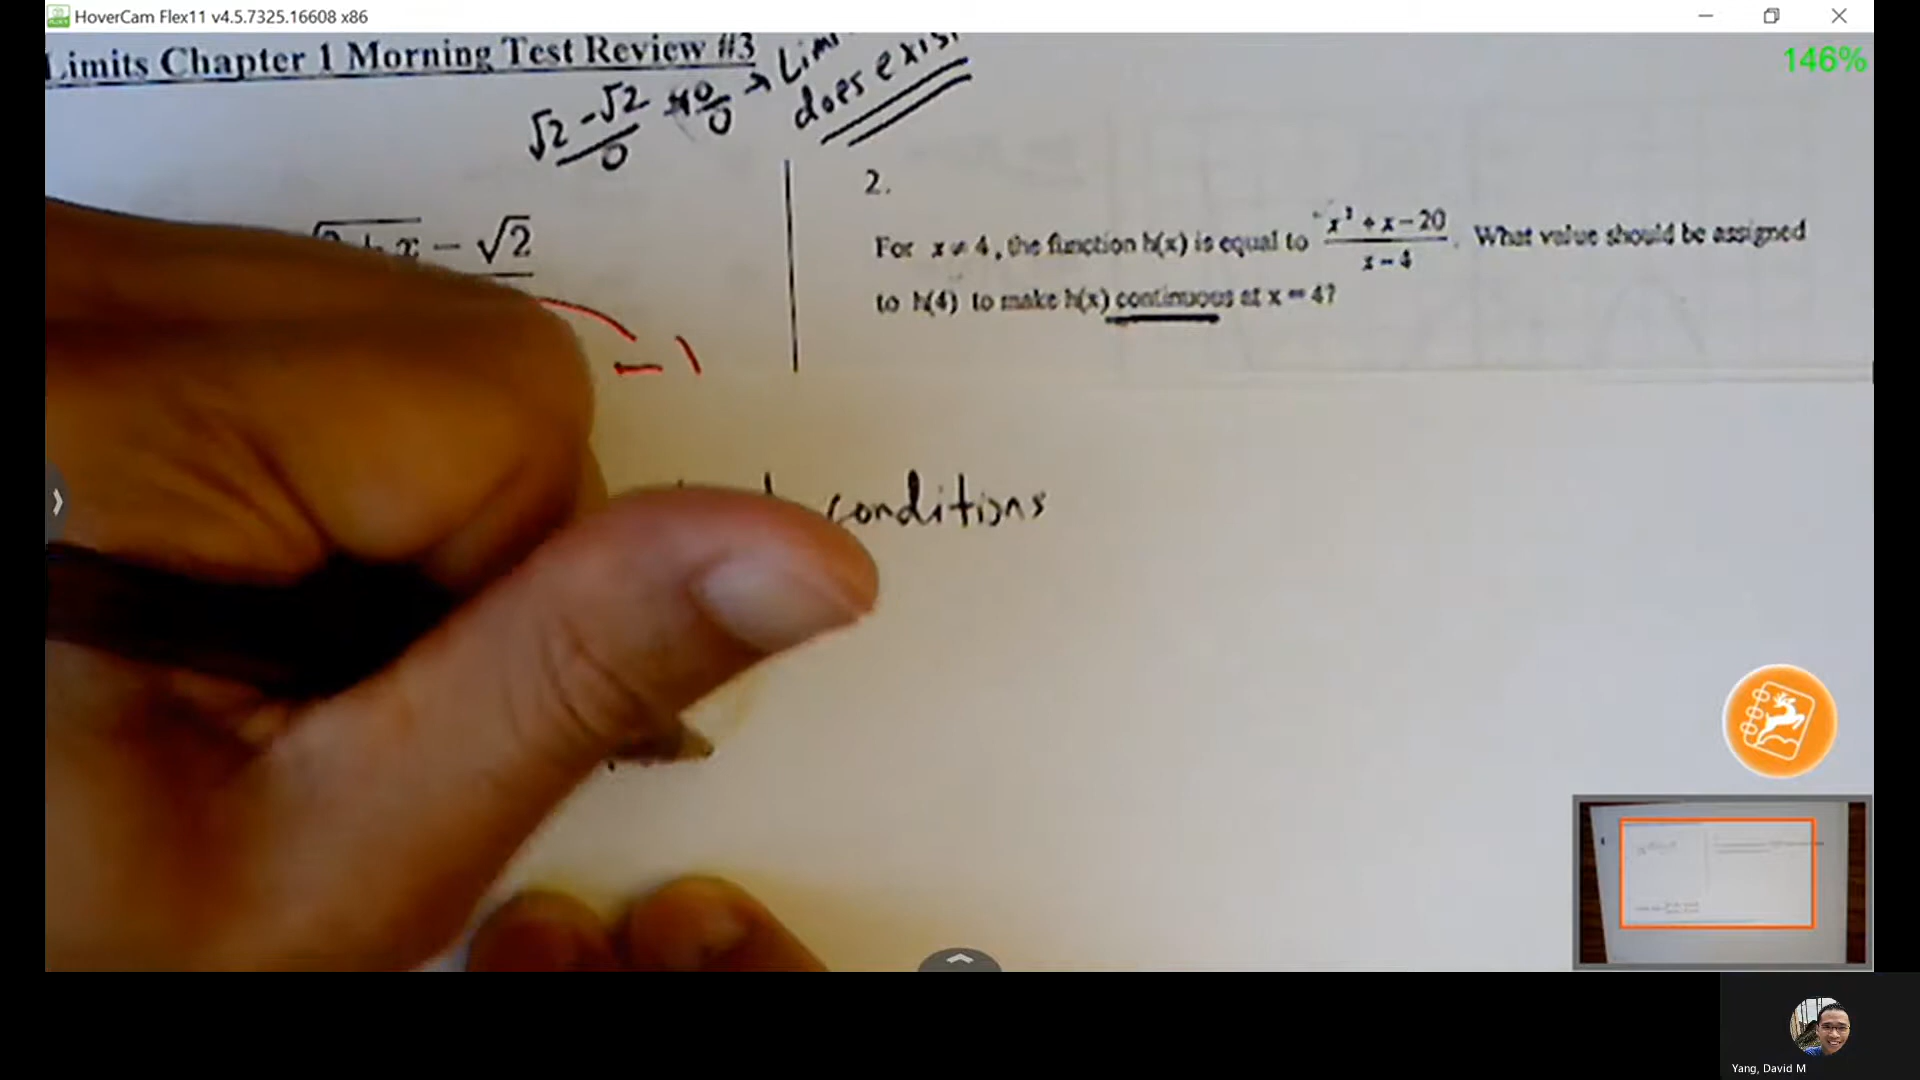 HoverCam Flex11 v4.5.7325.16608 x86
146%
Limits Chapter 1 Morning Test Review #3
does exist
√2 - √2
0
0
0
x - √2
2.
For x ≠ 4, the function h(x) is equal to x² + x - 20 / x - 4. What value should be assigned
to h(4) to make h(x) continuous at x = 4?
conditions
Yang, David M